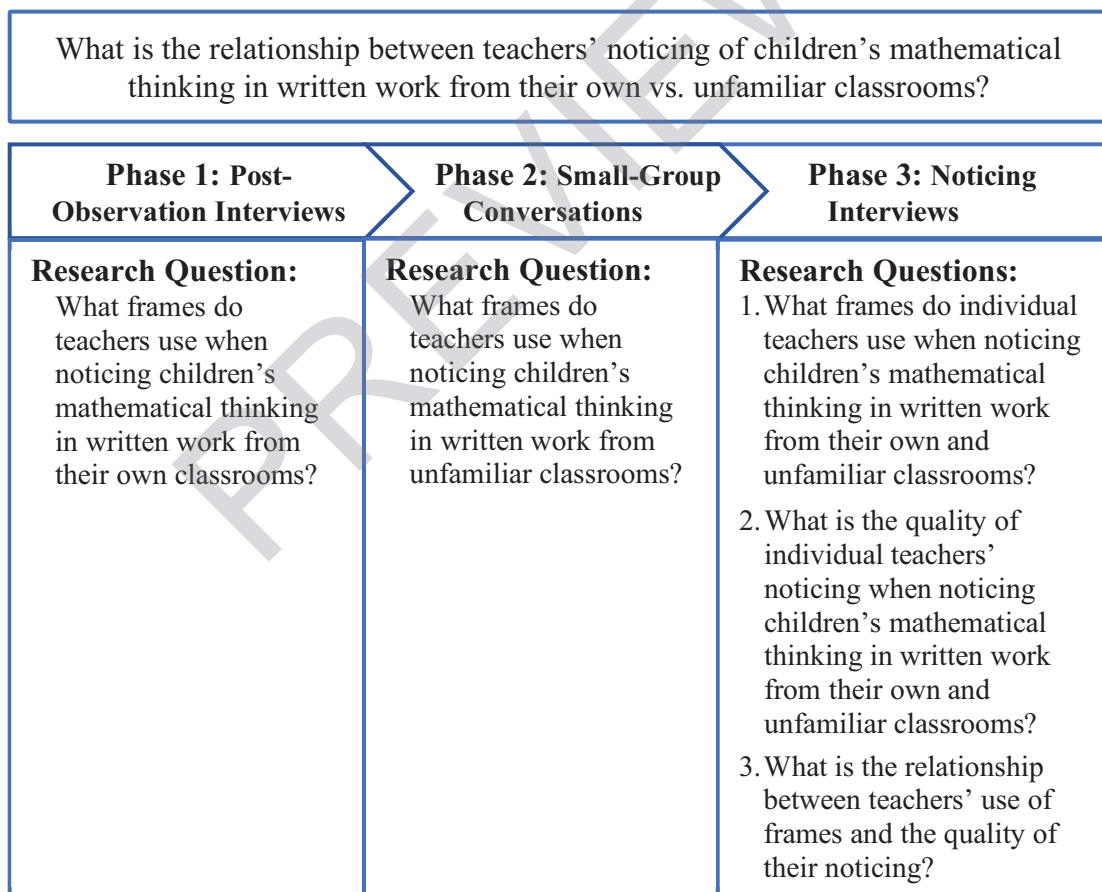 What is the relationship between teachers’ noticing of children’s mathematical
thinking in written work from their own vs. unfamiliar classrooms?
Phase 1: Post-
Observation Interviews
Phase 2: Small-Group
Conversations
Phase 3: Noticing
Interviews
Research Question:
What frames do
teachers use when
noticing children’s
mathematical thinking
in written work from
their own classrooms?
Research Question:
What frames do
teachers use when
noticing children’s
mathematical thinking
in written work from
unfamiliar classrooms?
Research Questions:
1. What frames do individual
teachers use when noticing
children’s mathematical
thinking in written work
from their own and
unfamiliar classrooms?
2. What is the quality of
individual teachers’
noticing when noticing
children’s mathematical
thinking in written work
from their own and
unfamiliar classrooms?
3. What is the relationship
between teachers’ use of
frames and the quality of
their noticing?
PREVIEW